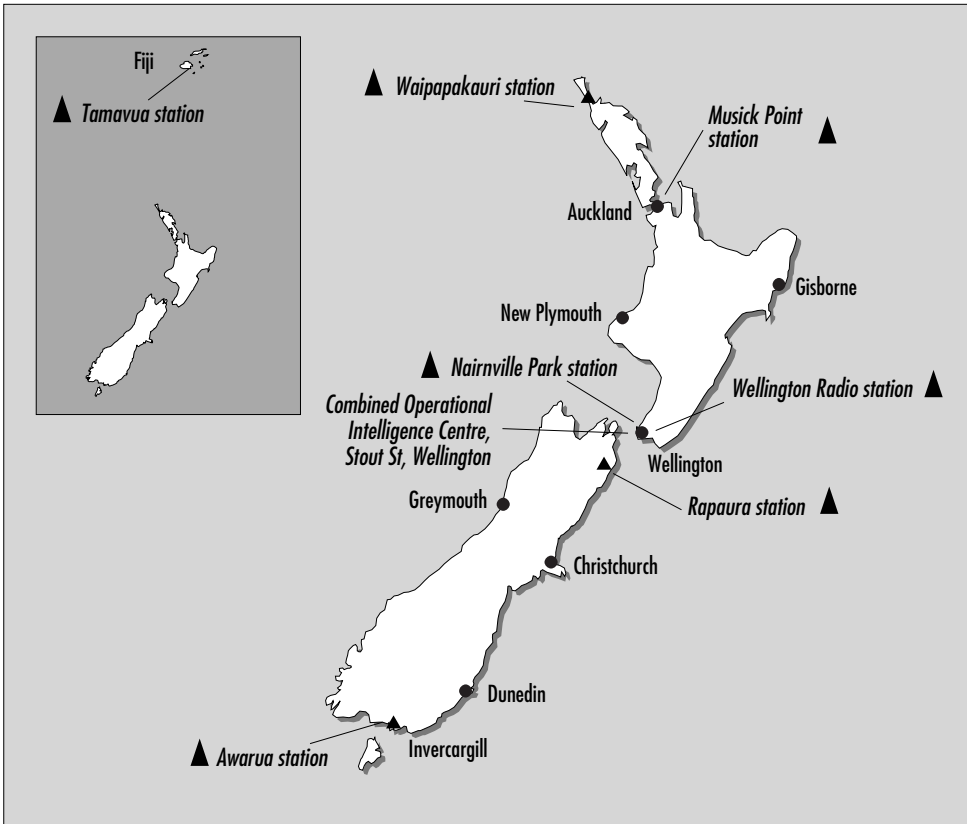 Fiji
Tamavua station
Waipapakauri station
Musick Point
station
Auckland
Gisborne
New Plymouth
Nairnville Park station
Wellington Radio station
Combined Operational
Intelligence Centre,
Stout St, Wellington
Wellington
Greymouth
Rapaura station
Christchurch
Dunedin
Invercargill
Awarua station